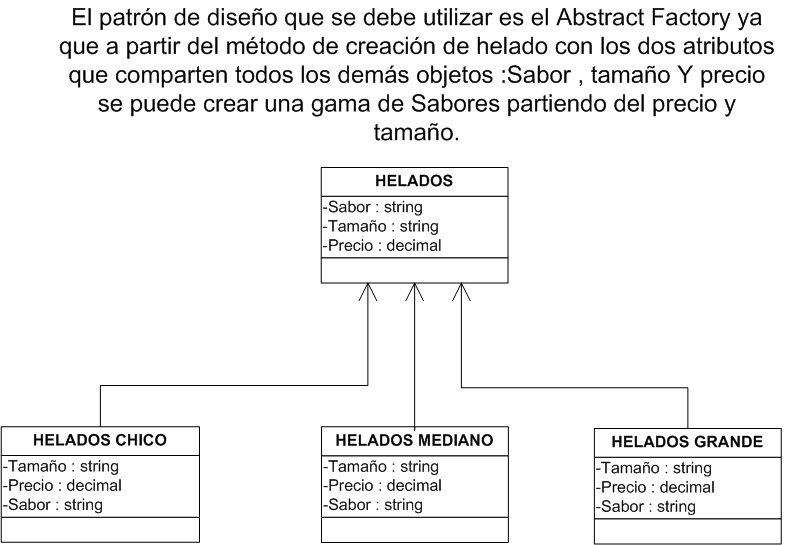 El patrón de diseño que se debe utilizar es el Abstract Factory ya
que a partir del método de creación de helado con los dos atributos
que comparten todos los demás objetos :Sabor , tamaño Y precio
se puede crear una gama de Sabores partiendo del precio y
tamaño.
HELADOS
-Sabor : string
-Tamaño : string
-Precio : decimal
HELADOS CHICO
-Tamaño : string
-Precio : decimal
-Sabor : string
HELADOS MEDIANO
-Tamaño : string
-Precio : decimal
-Sabor : string
HELADOS GRANDE
-Tamaño : string
-Precio : decimal
-Sabor : string